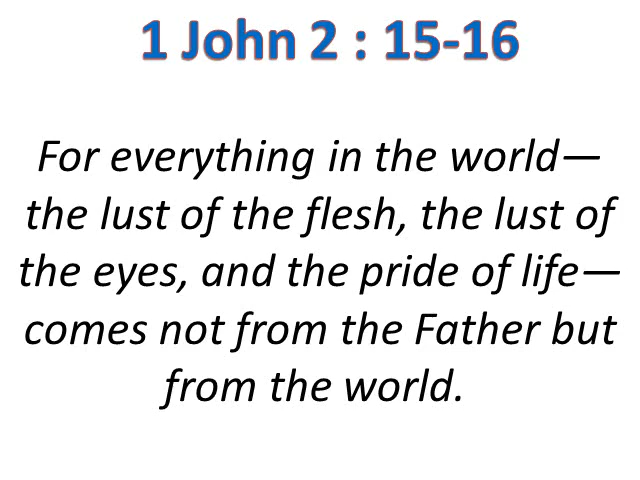 1 John 2 : 15-16
For everything in the world—
the lust of the flesh, the lust of
the eyes, and the pride of life—
comes not from the Father but
from the world.